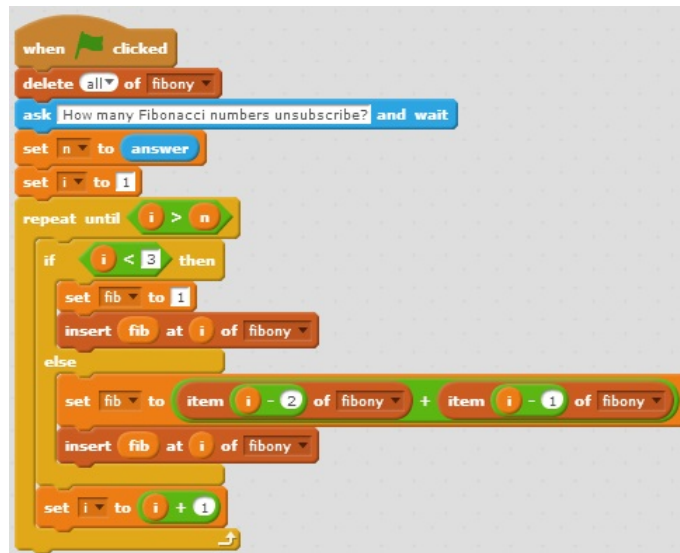 when clicked
delete all of fibony
ask How many Fibonacci numbers unsubscribe? and wait
set n to answer
set i to 1
repeat until i > n
if i < 3 then
set fib to 1
insert fib at i of fibony
else
set fib to item i - 2 of fibony + item i - 1 of fibony
insert fib at i of fibony
set i to i + 1